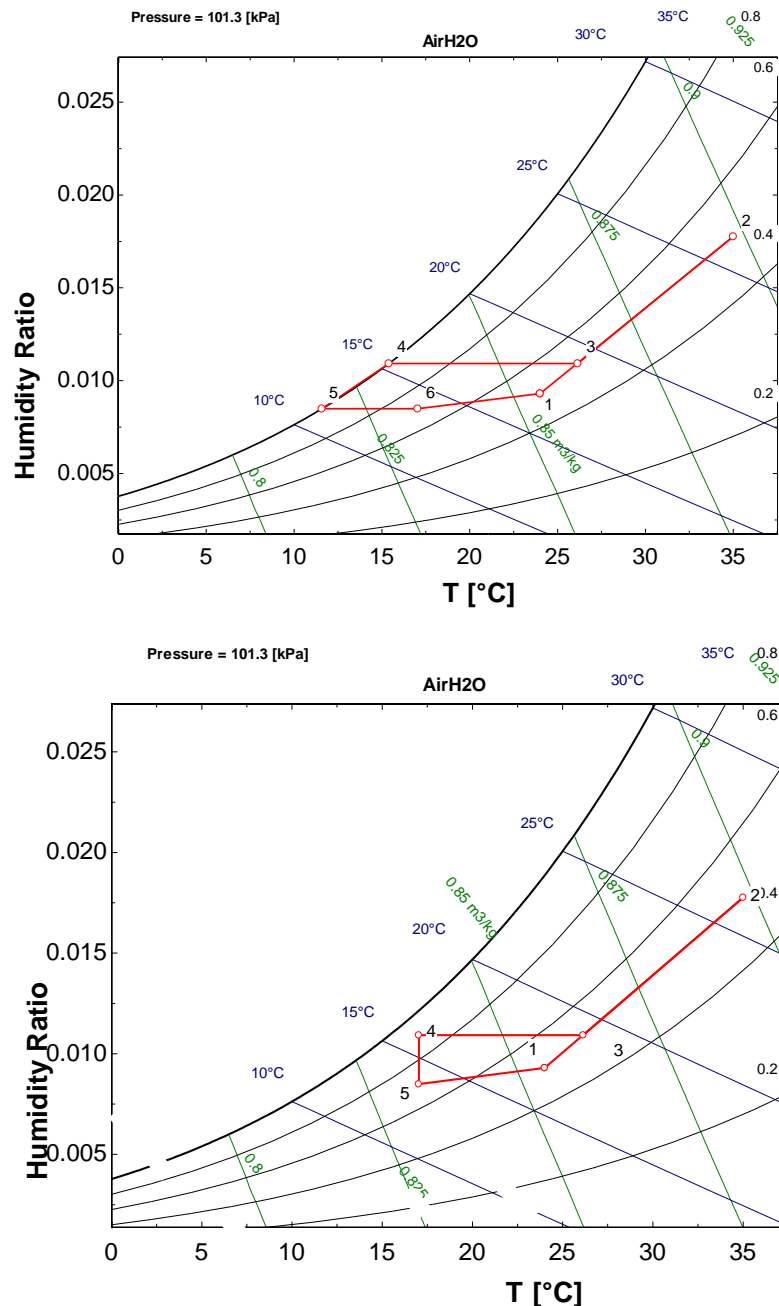 Pressure = 101.3 [kPa]
AirH2O
30°C
35°C
0.925
0.8
0.6
0.025
0.9
25°C
0.020
0.875
2
0.4
20°C
0.015
15°C
4
3
0.010
10°C
5
6
1
0.2
0.85 m3/kg
0.825
0.005
0.8
Humidity Ratio
0
5
10
15
20
25
30
35
T [°C]
Pressure = 101.3 [kPa]
AirH2O
30°C
35°C
0.925
0.8
0.6
0.025
0.9
25°C
0.020
0.85 m3/kg
0.875
2
0.4
20°C
0.015
15°C
4
1
3
0.010
10°C
5
0.2
0.8
0.825
0.005
Humidity Ratio
0
5
10
15
20
25
30
35
T [°C]